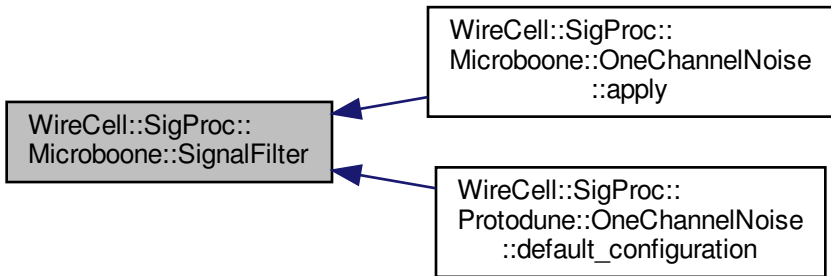 WireCell::SigProc::
Microboone::SignalFilter
WireCell::SigProc::
Microboone::OneChannelNoise
::apply
WireCell::SigProc::
Protodune::OneChannelNoise
::default_configuration